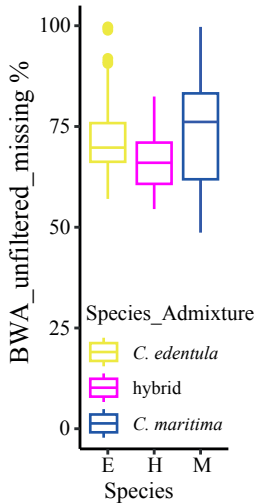 BWA_unfiltered_missing %
100
75
50
25
0
Species_Admixture
C. edentula
hybrid
C. maritima
E H M
Species